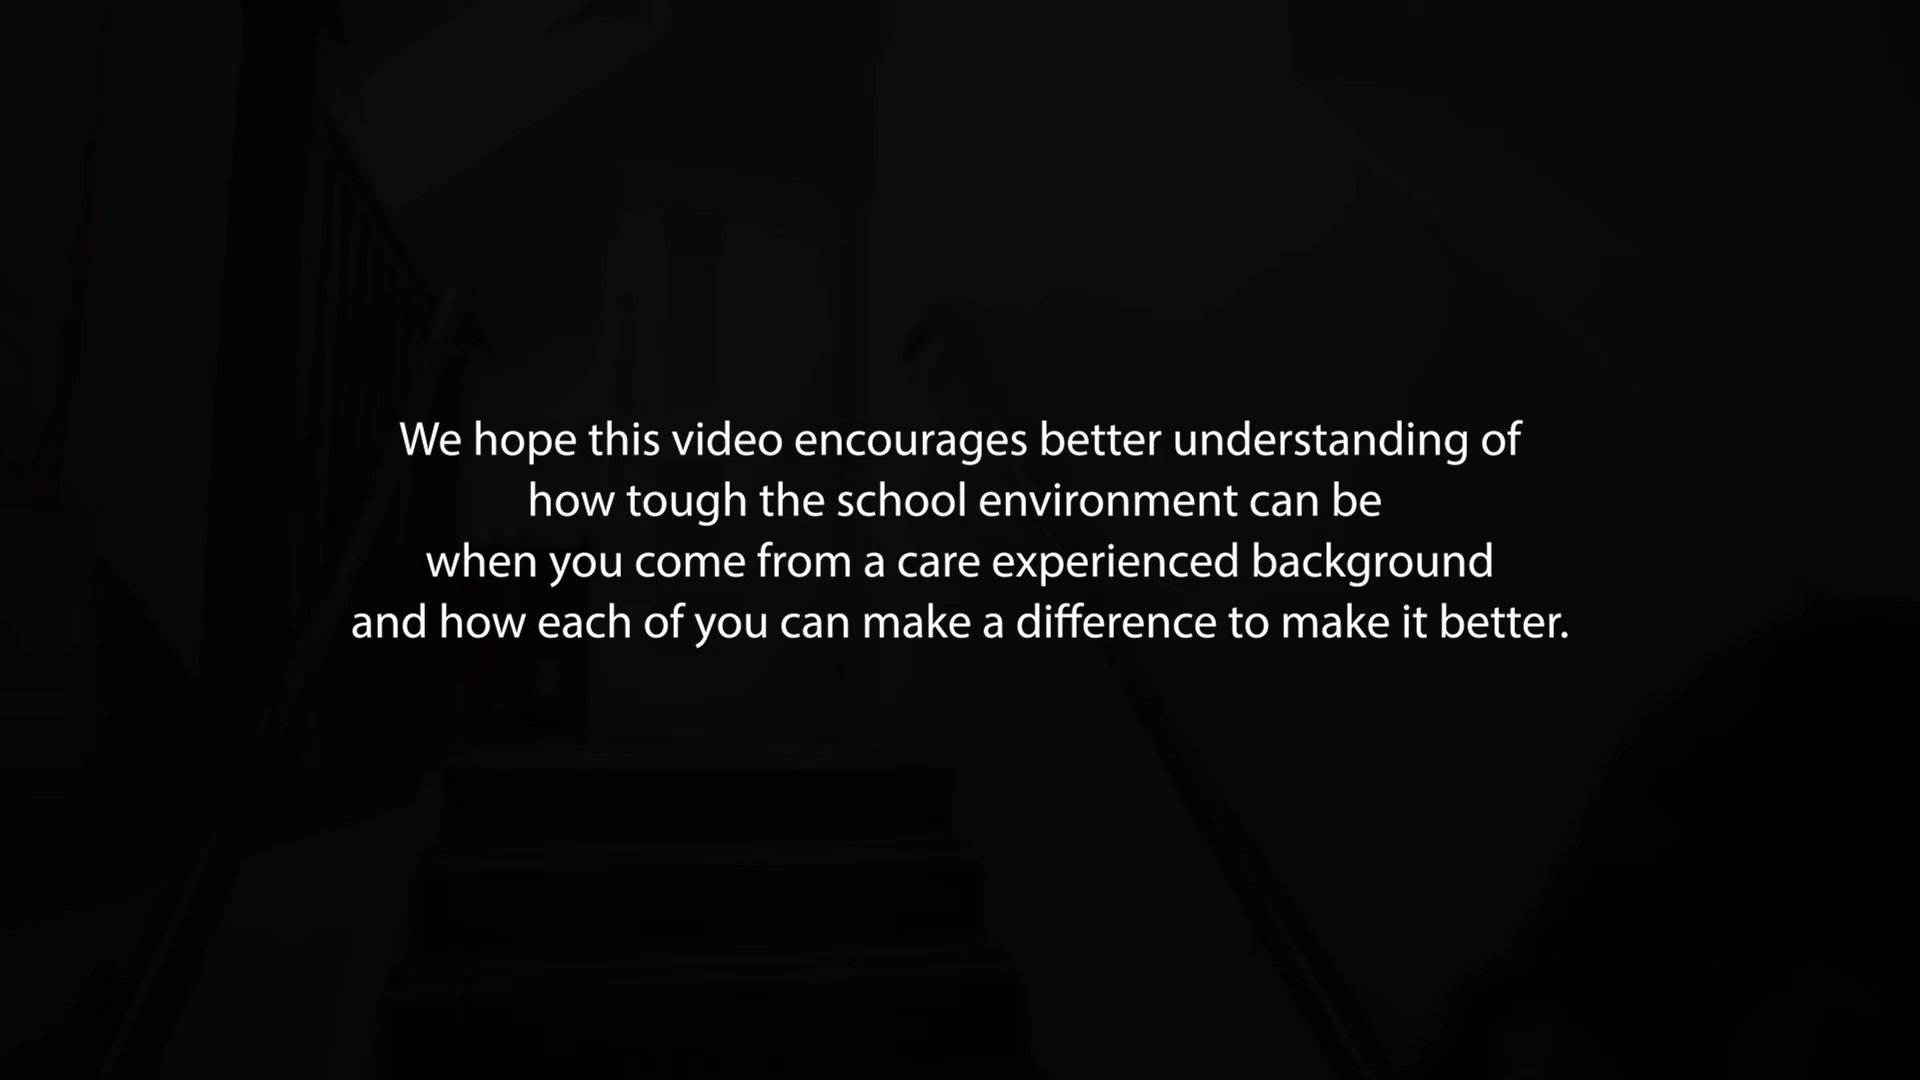 We hope this video encourages better understanding of
how tough the school environment can be
when you come from a care experienced background
and how each of you can make a difference to make it better.